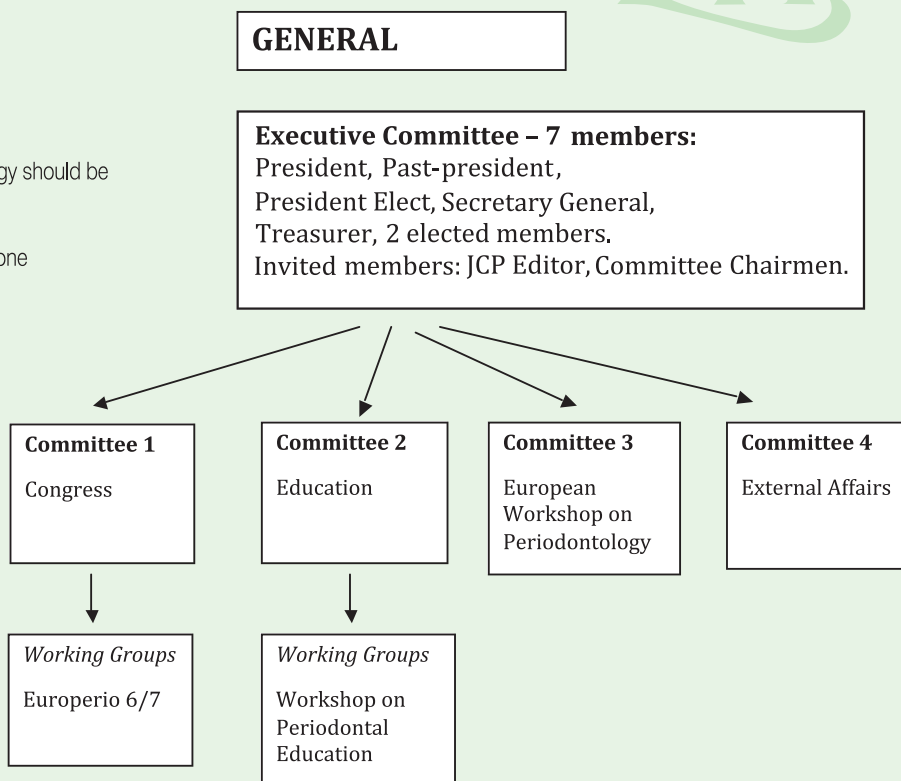 GENERAL
gy should be
one
Executive Committee – 7 members:
President, Past-president,
President Elect, Secretary General,
Treasurer, 2 elected members.
Invited members: JCP Editor, Committee Chairmen.
Committee 1
Congress
Committee 2
Education
Committee 3
European
Workshop on
Periodontology
Committee 4
External Affairs
Working Groups
Europerio 6/7
Working Groups
Workshop on
Periodontal
Education